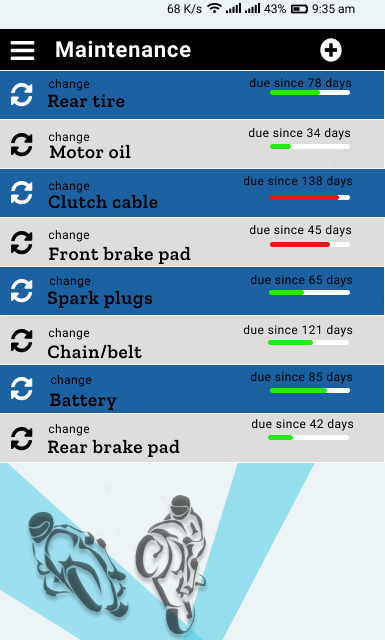 68 K/s 43% 9:35 am
Maintenance
change due since 78 days
Rear tire
change due since 34 days
Motor oil
change due since 138 days
Clutch cable
change due since 45 days
Front brake pad
change due since 65 days
Spark plugs
change due since 121 days
Chain/belt
change due since 85 days
Battery
change due since 42 days
Rear brake pad